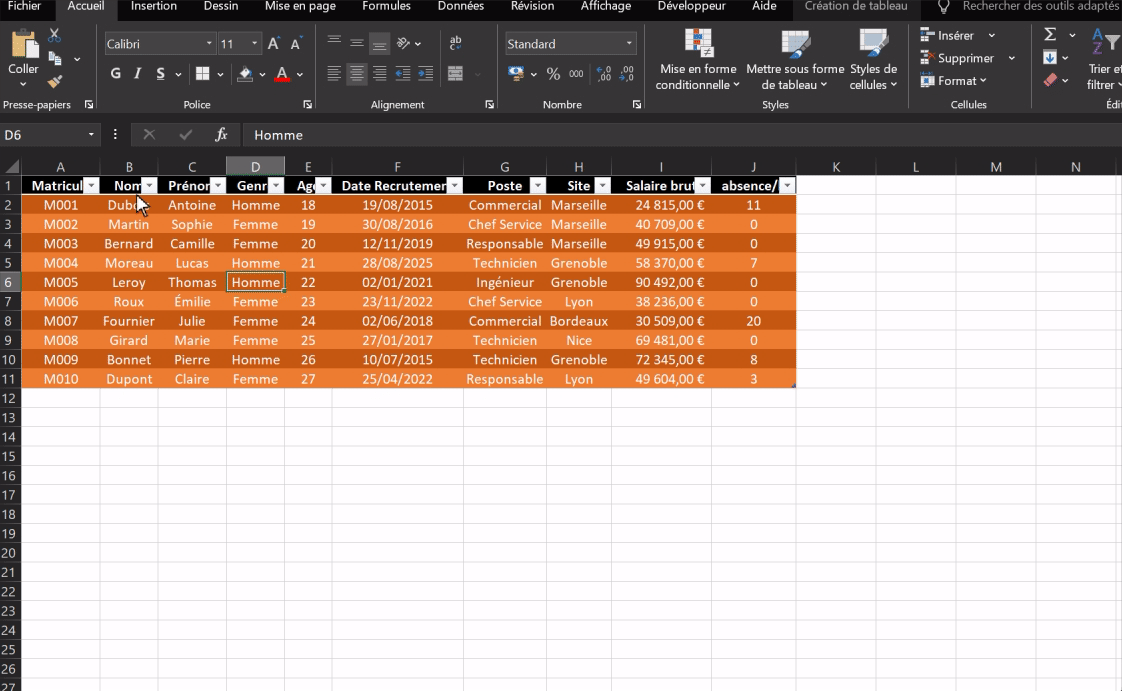 Fichier Accueil Insertion Dessin Mise en page Formules Données Révision Affichage Développeur Aide Création de tableau Rechercher des outils adaptés
Coller
Presse-papiers
Calibri 11
G I S
Police
ab
Alignement
Standard
% 000
Nombre
Mise en forme conditionnelle
Mettre sous forme de tableau
Styles de cellules
Styles
Insérer
Supprimer
Format
Cellules
Trier et
filtrer
Édi
D6 fx Homme
A B C D E F G H I J K L M N
1 Matricul Nom Prénor Genr Age Date Recrutemer Poste Site Salaire brut absence/
2 M001 Dub Antoine Homme 18 19/08/2015 Commercial Marseille 24 815,00 € 11
3 M002 Martin Sophie Femme 19 30/08/2016 Chef Service Marseille 40 709,00 € 0
4 M003 Bernard Camille Femme 20 12/11/2019 Responsable Marseille 49 915,00 € 0
5 M004 Moreau Lucas Homme 21 28/08/2025 Technicien Grenoble 58 370,00 € 7
6 M005 Leroy Thomas Homme 22 02/01/2021 Ingénieur Grenoble 90 492,00 € 0
7 M006 Roux Émilie Femme 23 23/11/2022 Chef Service Lyon 38 236,00 € 0
8 M007 Fournier Julie Femme 24 02/06/2018 Commercial Bordeaux 30 509,00 € 20
9 M008 Girard Marie Femme 25 27/01/2017 Technicien Nice 69 481,00 € 0
10 M009 Bonnet Pierre Homme 26 10/07/2015 Technicien Grenoble 72 345,00 € 8
11 M010 Dupont Claire Femme 27 25/04/2022 Responsable Lyon 49 604,00 € 3
12
13
14
15
16
17
18
19
20
21
22
23
24
25
26
27